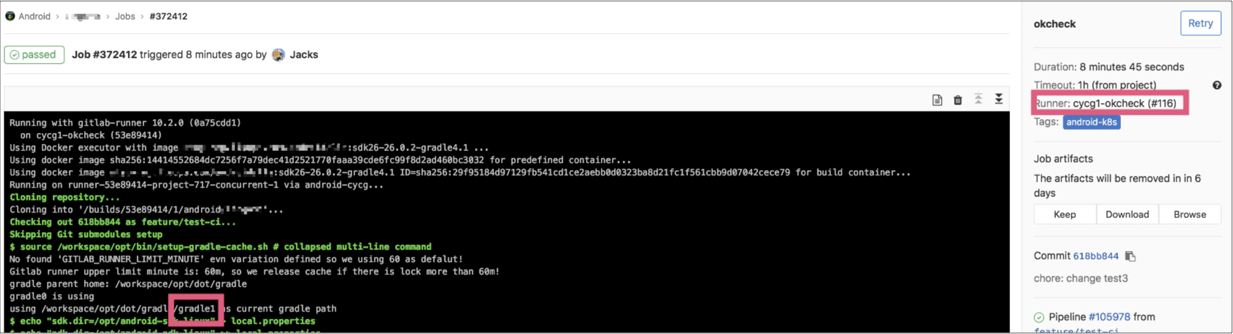 Android › › Jobs › #372412
passed Job #372412 triggered 8 minutes ago by Jacks
Running with gitlab-runner 10.2.0 (0a75cdd1)
on cycg1-okcheck (53e89414)
Using Docker executor with image :sdk26-26.0.2-gradle4.1 ...
Using docker image sha256:14414552684dc7256f7a79dec41d2521770faaa39cde6fc99f8d2ad460bc3032 for predefined container...
Using docker image :sdk26-26.0.2-gradle4.1 ID=sha256:29f95184d97129fb541cd1ce2aebb0d0323ba8d21fc1f561cbb9d07042cece79 for build container...
Running on runner-53e89414-project-717-concurrent-1 via android-cycg...
Cloning repository...
Cloning into '/builds/53e89414/1/android '...
Checking out 618bb844 as feature/test-ci...
Skipping Git submodules setup
$ source /workspace/opt/bin/setup-gradle-cache.sh # collapsed multi-line command
No found 'GITLAB_RUNNER_LIMIT_MINUTE' evn variation defined so we using 60 as defalut!
Gitlab runner upper limit minute is: 60m, so we release cache if there is lock more than 60m!
gradle parent home: /workspace/opt/dot/gradle
gradle0 is using
using /workspace/opt/dot/gradle/gradle1 as current gradle path
$ echo "sdk.dir=/opt/android-sdk-linux" > local.properties
okcheck
Retry
Duration: 8 minutes 45 seconds
Timeout: 1h (from project)
Runner: cycg1-okcheck (#116)
Tags: android-k8s
Job artifacts
The artifacts will be removed in in 6
days
Keep Download Browse
Commit 618bb844
chore: change test3
Pipeline #105978 from
feature/test-ci